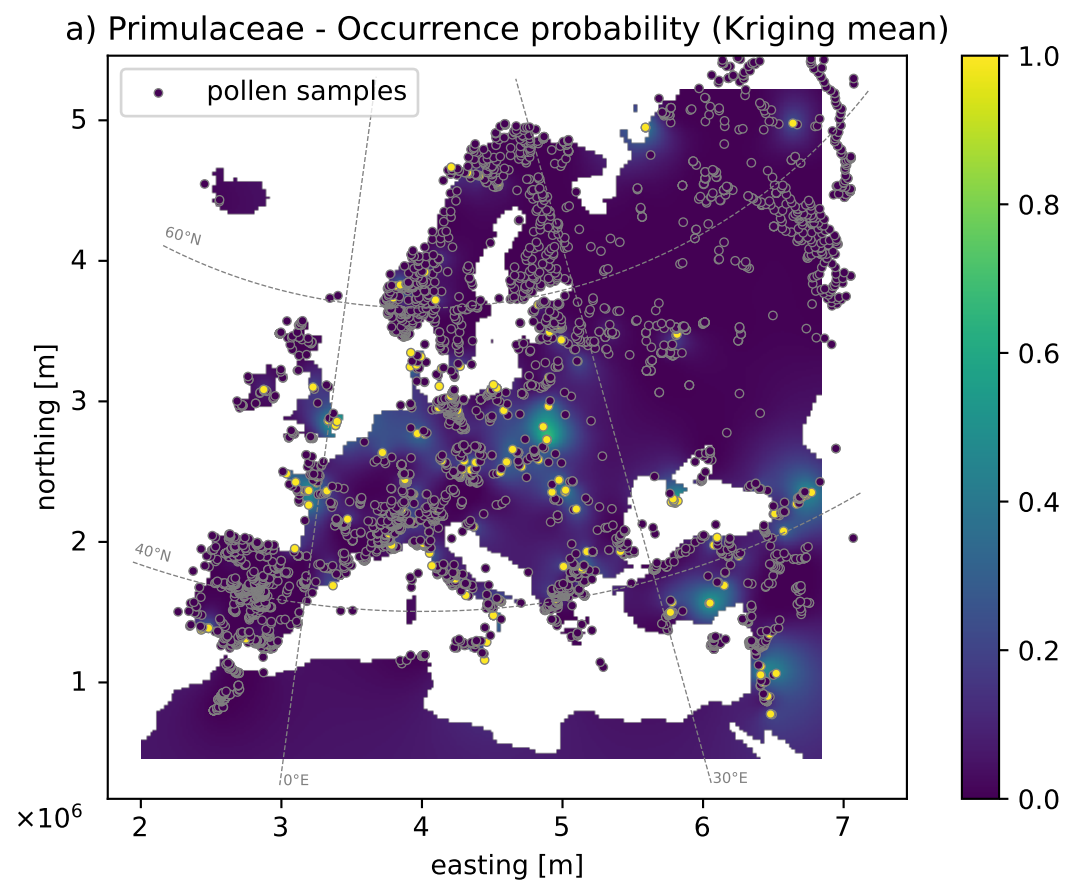 a) Primulaceae - Occurrence probability (Kriging mean)
pollen samples
1.0
0.8
0.6
0.4
0.2
0.0
northing [m]
5
4
3
2
1
60°N
40°N
0°E
30°E
×10⁶
2
3
4
5
6
7
easting [m]